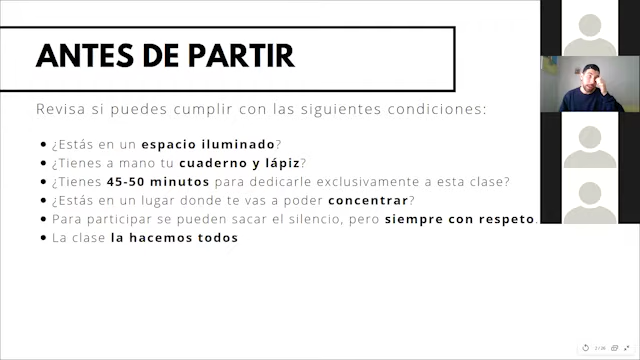 ANTES DE PARTIR
Revisa si puedes cumplir con las siguientes condiciones:
• ¿Estás en un espacio iluminado?
• ¿Tienes a mano tu cuaderno y lápiz?
• ¿Tienes 45-50 minutos para dedicarle exclusivamente a esta clase?
• ¿Estás en un lugar donde te vas a poder concentrar?
• Para participar se pueden sacar el silencio, pero siempre con respeto.
• La clase la hacemos todos